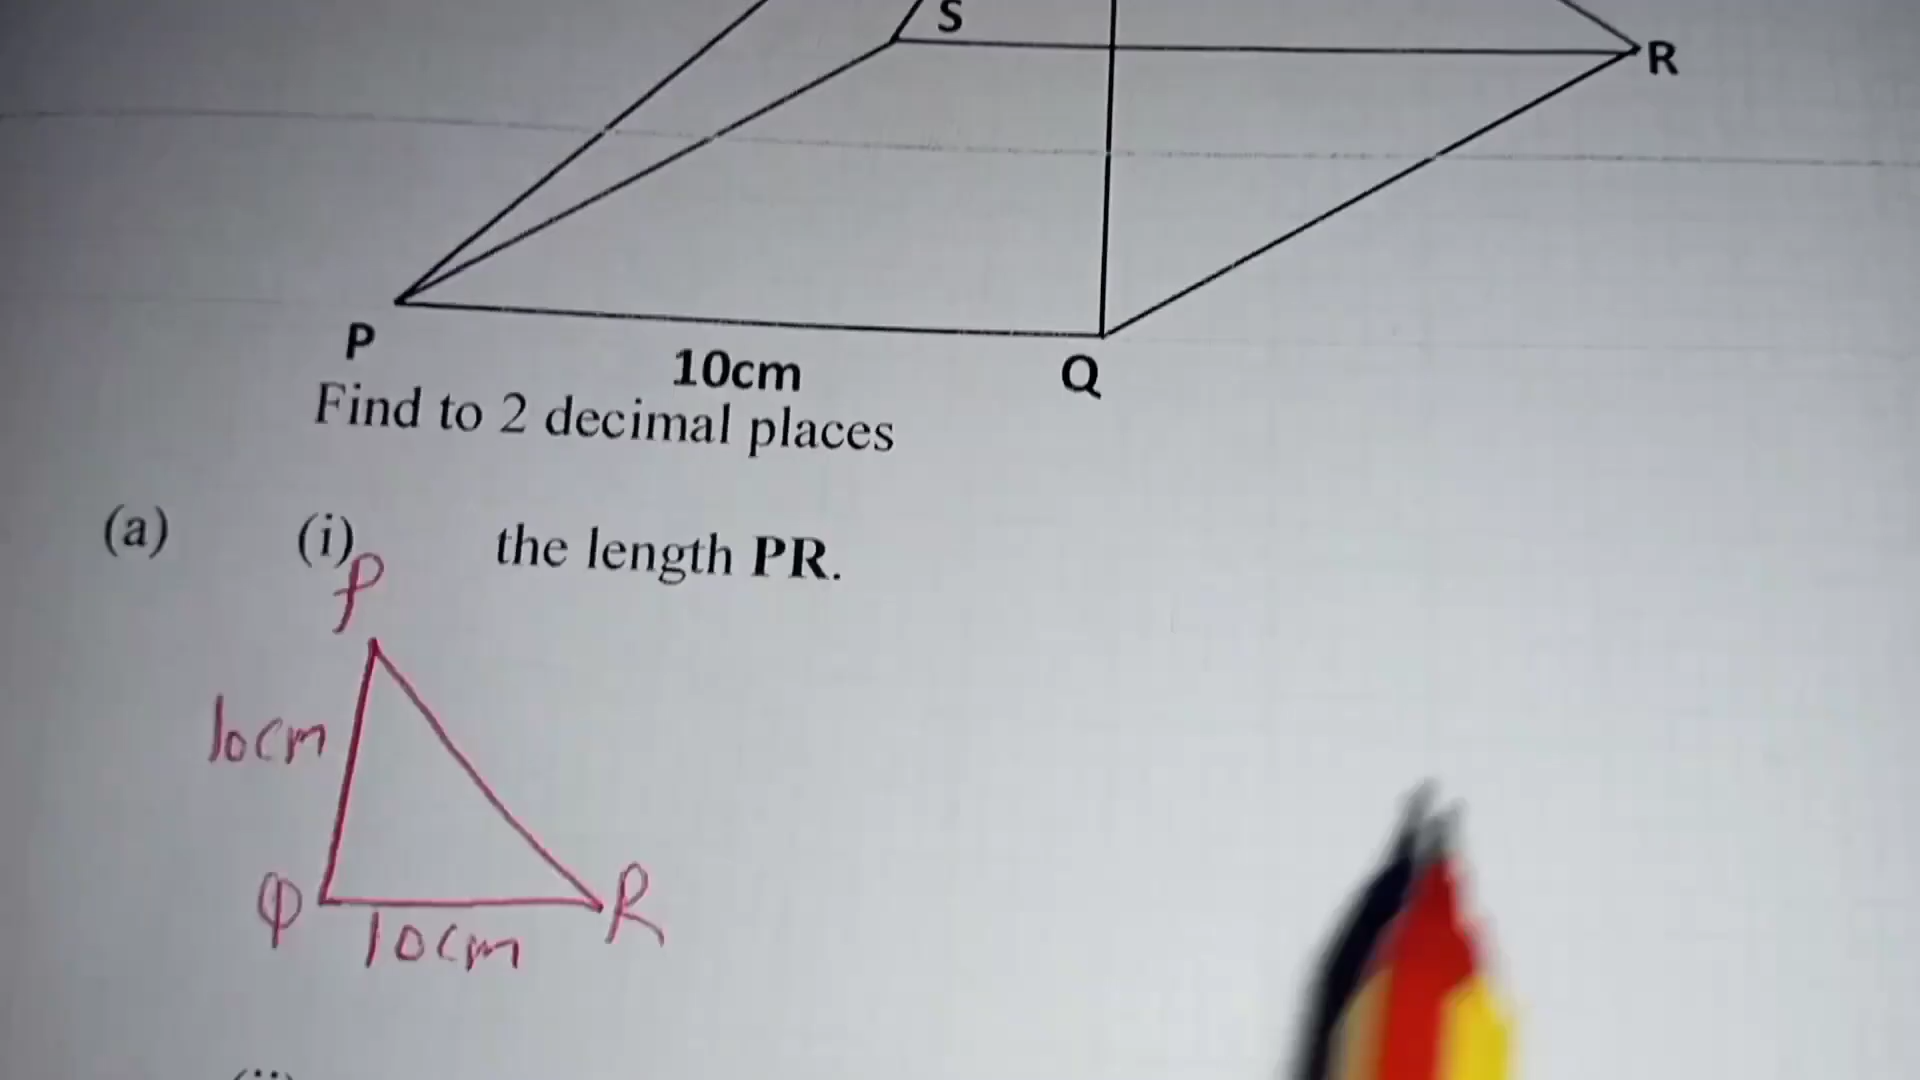 S
R
P
10cm
Q
Find to 2 decimal places
(a) (i) the length PR.
P
10cm
Q
R
10cm